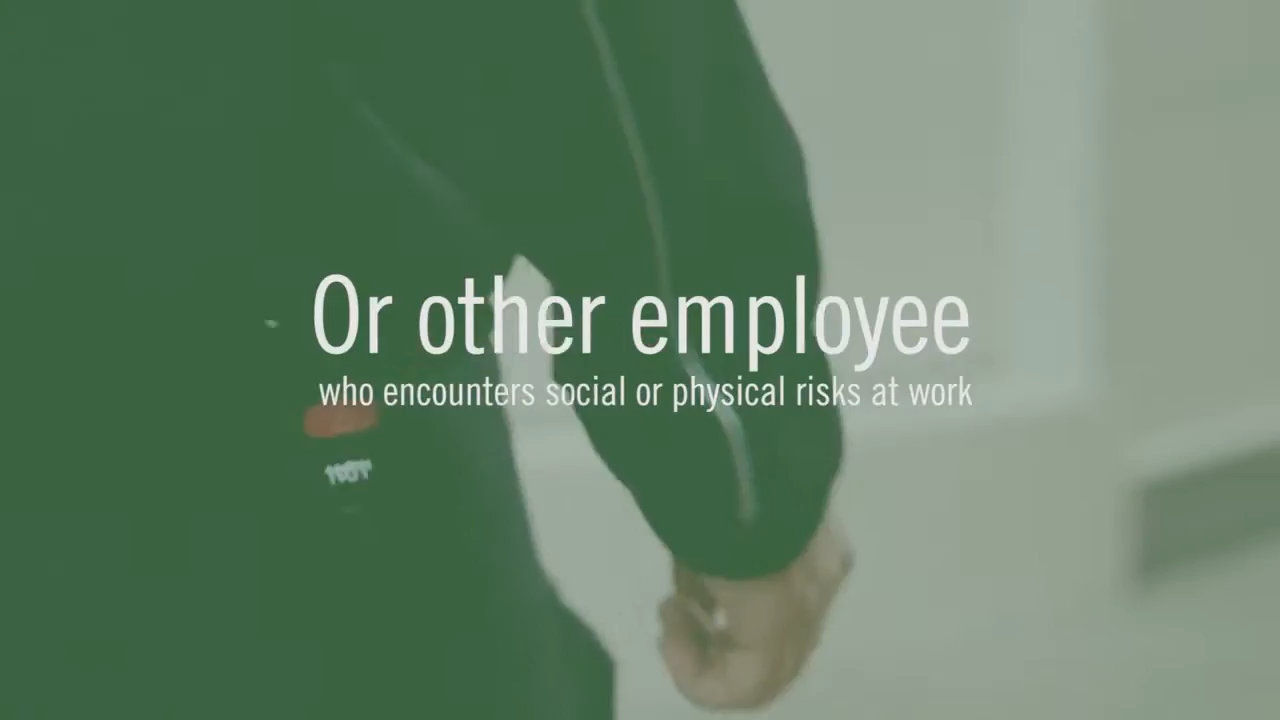 Or other employee
who encounters social or physical risks at work